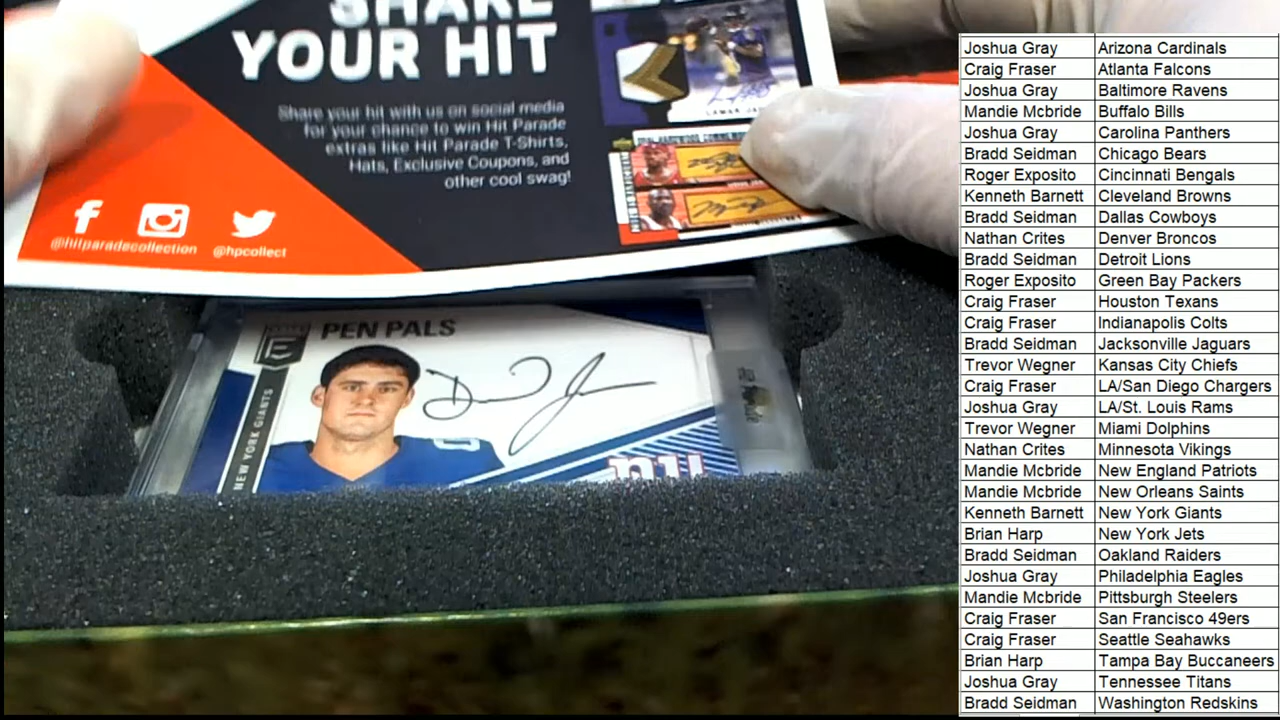 SHARE
YOUR HIT
Share your hit with us on social media
for your chance to win Hit Parade
extras like Hit Parade T-Shirts,
Hats, Exclusive Coupons, and
other cool swag!
@hitparadecollection @hpcollect
PEN PALS
NEW YORK GIANTS
ny
Joshua Gray Arizona Cardinals
Craig Fraser Atlanta Falcons
Joshua Gray Baltimore Ravens
Mandie Mcbride Buffalo Bills
Joshua Gray Carolina Panthers
Bradd Seidman Chicago Bears
Roger Exposito Cincinnati Bengals
Kenneth Barnett Cleveland Browns
Bradd Seidman Dallas Cowboys
Nathan Crites Denver Broncos
Bradd Seidman Detroit Lions
Roger Exposito Green Bay Packers
Craig Fraser Houston Texans
Craig Fraser Indianapolis Colts
Bradd Seidman Jacksonville Jaguars
Trevor Wegner Kansas City Chiefs
Craig Fraser LA/San Diego Chargers
Joshua Gray LA/St. Louis Rams
Trevor Wegner Miami Dolphins
Nathan Crites Minnesota Vikings
Mandie Mcbride New England Patriots
Mandie Mcbride New Orleans Saints
Kenneth Barnett New York Giants
Brian Harp New York Jets
Bradd Seidman Oakland Raiders
Joshua Gray Philadelphia Eagles
Mandie Mcbride Pittsburgh Steelers
Craig Fraser San Francisco 49ers
Craig Fraser Seattle Seahawks
Brian Harp Tampa Bay Buccaneers
Joshua Gray Tennessee Titans
Bradd Seidman Washington Redskins